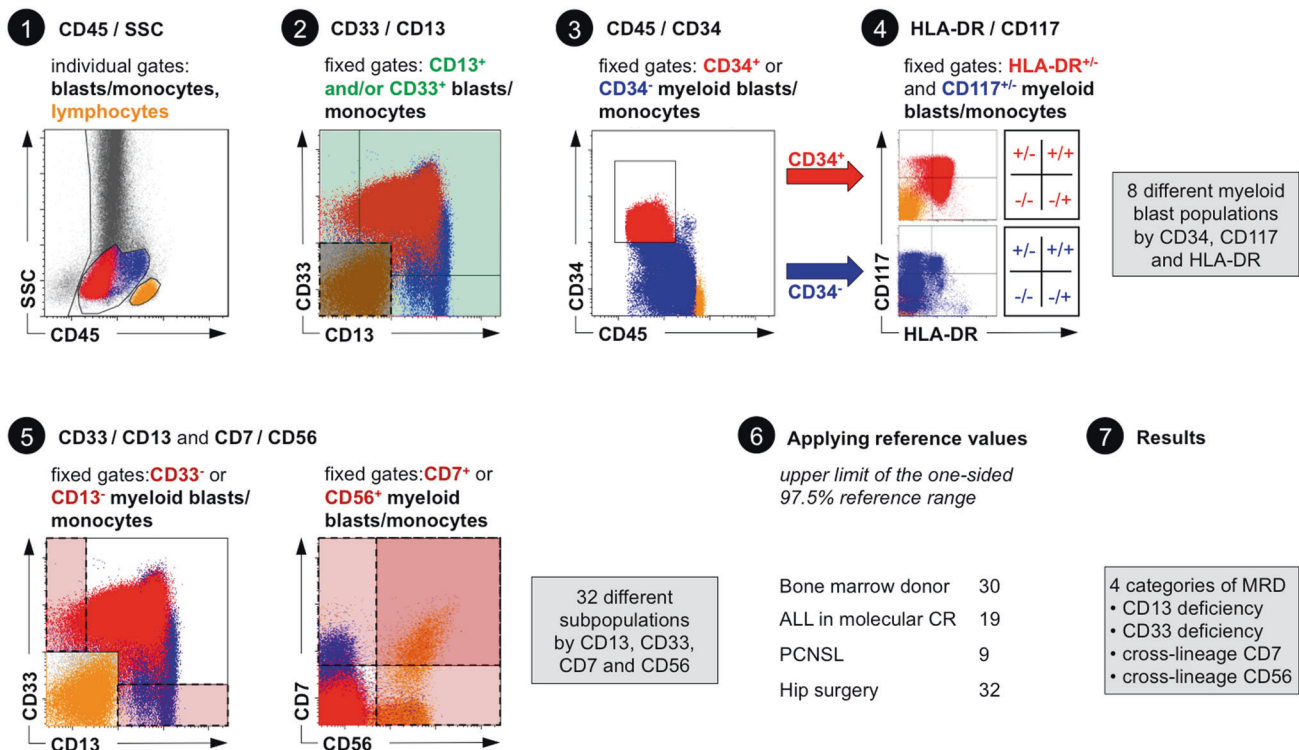 1 CD45 / SSC
individual gates:
blasts/monocytes,
lymphocytes
SSC
CD45
2 CD33 / CD13
fixed gates: CD13+
and/or CD33+ blasts/
monocytes
CD33
CD13
3 CD45 / CD34
fixed gates: CD34+ or
CD34- myeloid blasts/
monocytes
CD34
CD45
CD34+
CD34-
4 HLA-DR / CD117
fixed gates: HLA-DR+/-
and CD117+/- myeloid
blasts/monocytes
+/- +/+
-/- -/+
+/- +/+
-/- -/+
CD117
HLA-DR
8 different myeloid
blast populations
by CD34, CD117
and HLA-DR
5 CD33 / CD13 and CD7 / CD56
fixed gates:CD33- or
CD13- myeloid blasts/
monocytes
CD33
CD13
fixed gates:CD7+ or
CD56+ myeloid
blasts/monocytes
CD7
CD56
32 different
subpopulations
by CD13, CD33,
CD7 and CD56
6 Applying reference values
upper limit of the one-sided
97.5% reference range
Bone marrow donor 30
ALL in molecular CR 19
PCNSL 9
Hip surgery 32
7 Results
4 categories of MRD
• CD13 deficiency
• CD33 deficiency
• cross-lineage CD7
• cross-lineage CD56